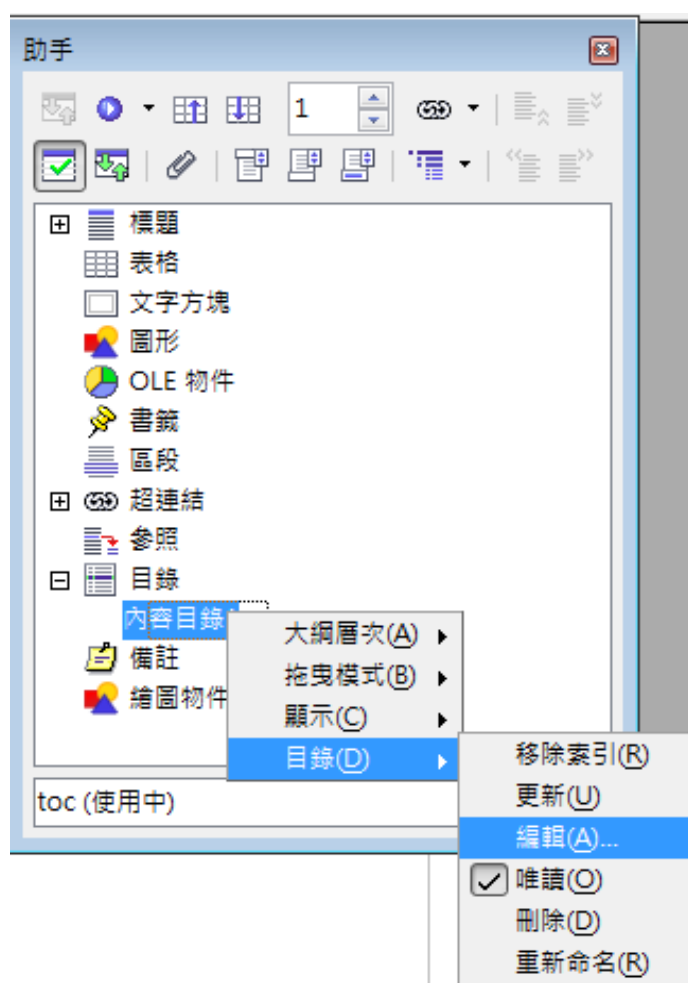 助手
1
標題
表格
文字方塊
圖形
OLE 物件
書籤
區段
超連結
參照
目錄
內容目錄
備註
繪圖物件
toc (使用中)
大綱層次(A)
拖曳模式(B)
顯示(C)
目錄(D)
移除索引(R)
更新(U)
編輯(A)...
唯讀(O)
刪除(D)
重新命名(R)